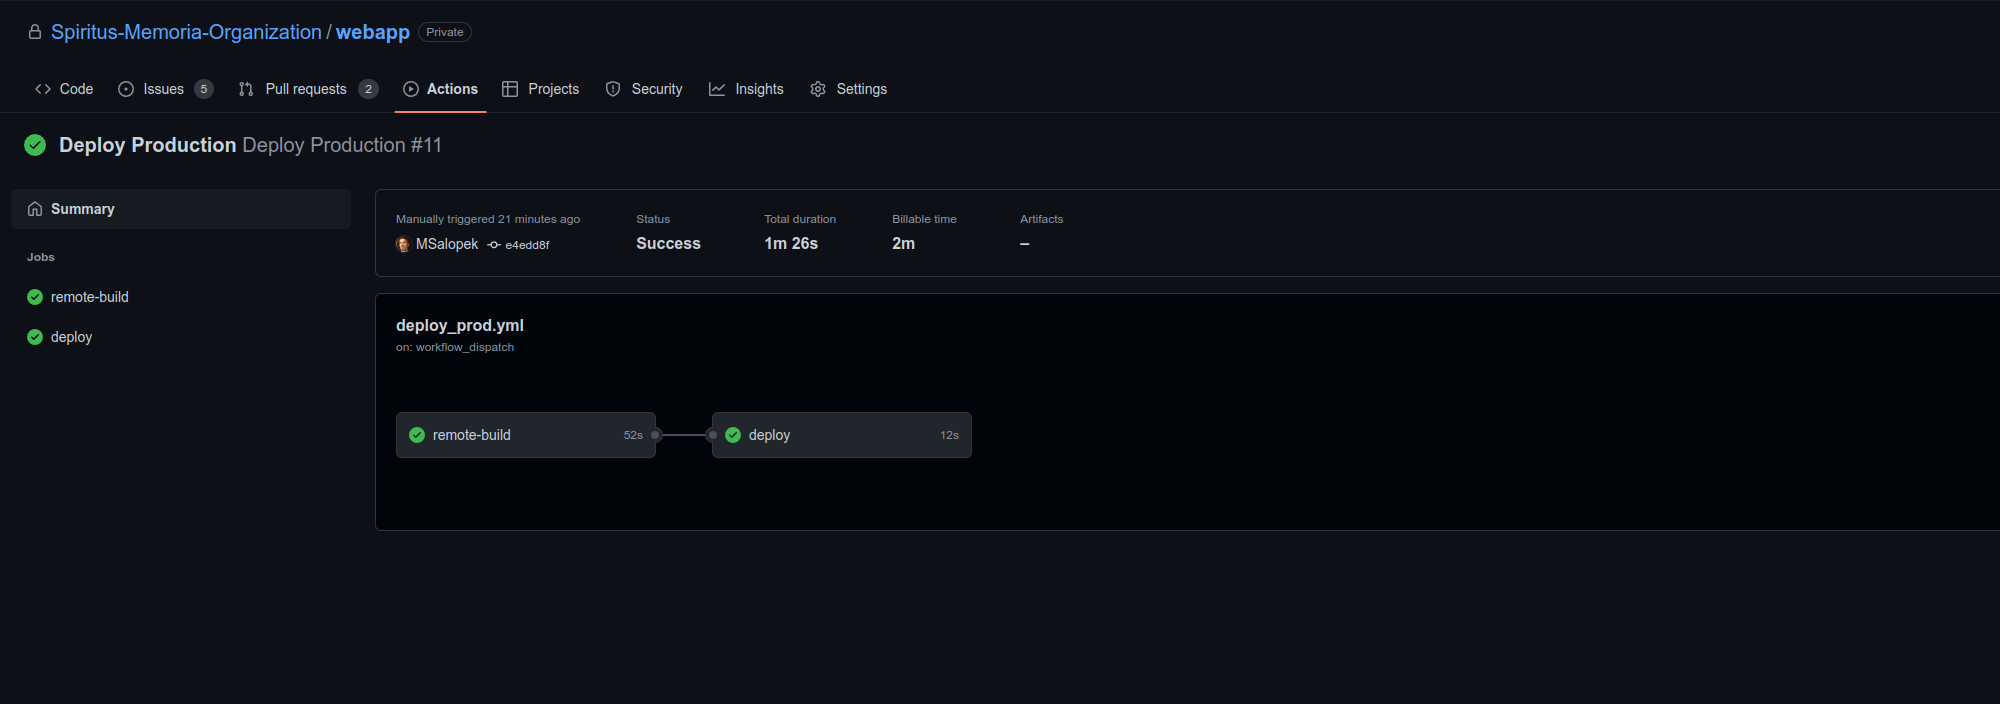 Spiritus-Memoria-Organization / webapp Private
Code Issues 5 Pull requests 2 Actions Projects Security Insights Settings
Deploy Production Deploy Production #11
Summary
Jobs
remote-build
deploy
Manually triggered 21 minutes ago Status Total duration Billable time Artifacts
MSalopek e4edd8f Success 1m 26s 2m –
deploy_prod.yml
on: workflow_dispatch
remote-build 52s deploy 12s